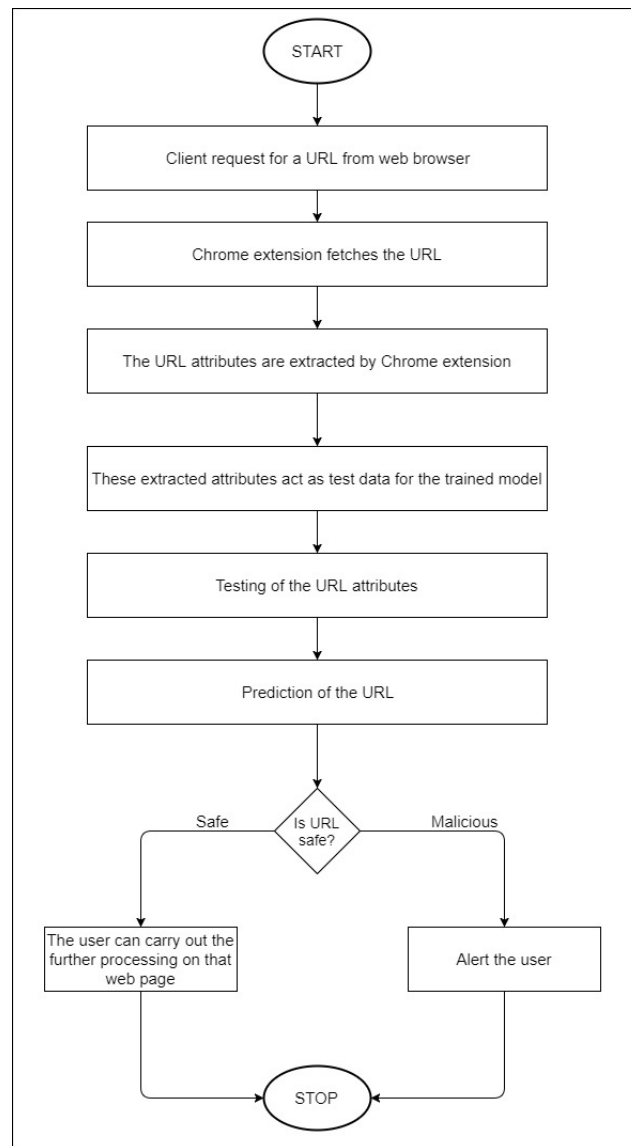 START
Client request for a URL from web browser
Chrome extension fetches the URL
The URL attributes are extracted by Chrome extension
These extracted attributes act as test data for the trained model
Testing of the URL attributes
Prediction of the URL
Safe
Is URL
safe?
Malicious
The user can carry out the
further processing on that
web page
Alert the user
STOP